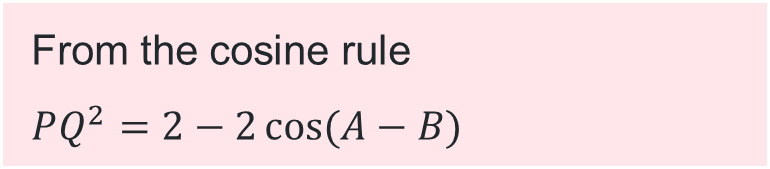 From the cosine rule
𝑃𝑄² = 2 − 2 cos(𝐴 − 𝐵)